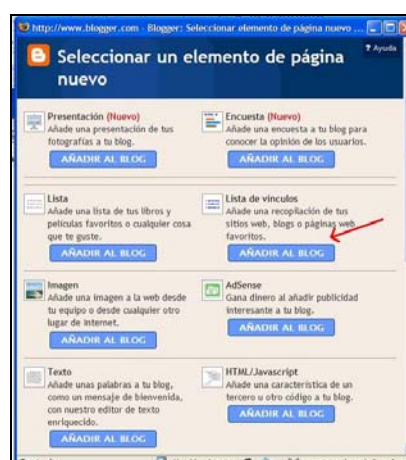 http://www.blogger.com - Blogger: Seleccionar elemento de página nuevo ...
Seleccionar un elemento de página nuevo
? Ayuda
Presentación (Nuevo)
Añade una presentación de tus
fotografías a tu blog.
AÑADIR AL BLOG
Encuesta (Nuevo)
Añade una encuesta a tu blog para
conocer la opinión de los usuarios.
AÑADIR AL BLOG
Lista
Añade una lista de tus libros y
películas favoritos o cualquier cosa
que te guste.
AÑADIR AL BLOG
Lista de vínculos
Añade una recopilación de tus
sitios web, blogs o páginas web
favoritos.
AÑADIR AL BLOG
Imagen
Añade una imagen a la web desde
tu equipo o desde cualquier otro
lugar de Internet.
AÑADIR AL BLOG
AdSense
Gana dinero al añadir publicidad
interesante a tu blog.
AÑADIR AL BLOG
Texto
Añade unas palabras a tu blog,
como un mensaje de bienvenida,
con nuestro editor de texto
enriquecido.
AÑADIR AL BLOG
HTML/Javascript
Añade una característica de un
tercero u otro código a tu blog.
AÑADIR AL BLOG